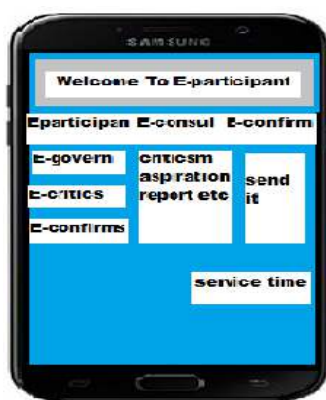 SAMSUNG
Welcome To E-participant
Eparticipan E-consul E-confirm
E-govern
E-critics
E-confirms
criticsm
aspiration
report etc
send
it
service time